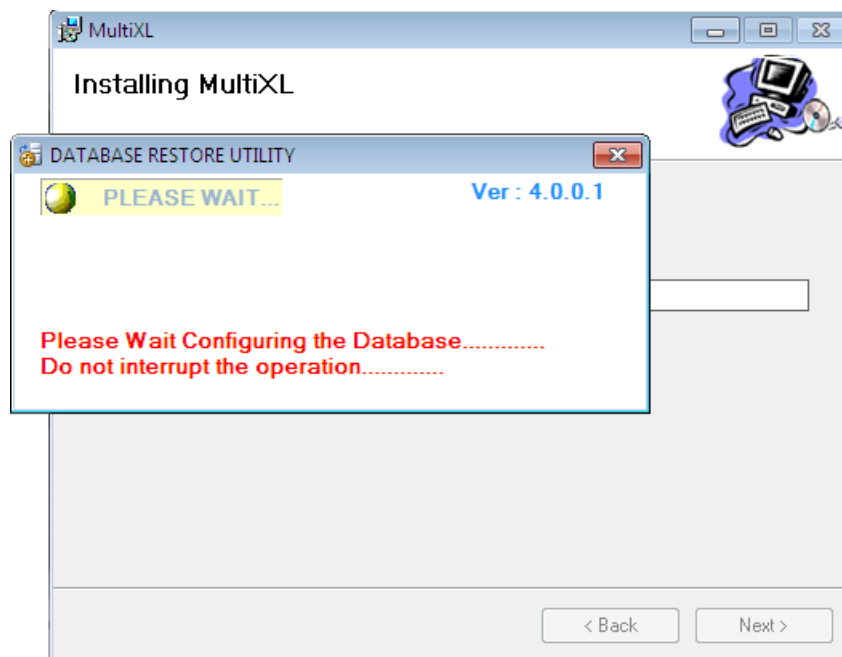 MultiXL
Installing MultiXL
DATABASE RESTORE UTILITY
PLEASE WAIT...
Ver : 4.0.0.1
Please Wait Configuring the Database.............
Do not interrupt the operation.............
< Back
Next >